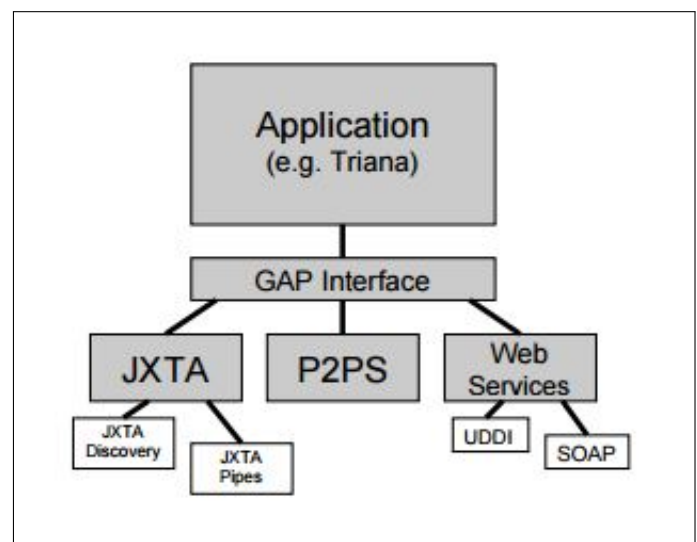 Application
(e.g. Triana)
GAP Interface
JXTA
P2PS
Web
Services
JXTA
Discovery
JXTA
Pipes
UDDI
SOAP